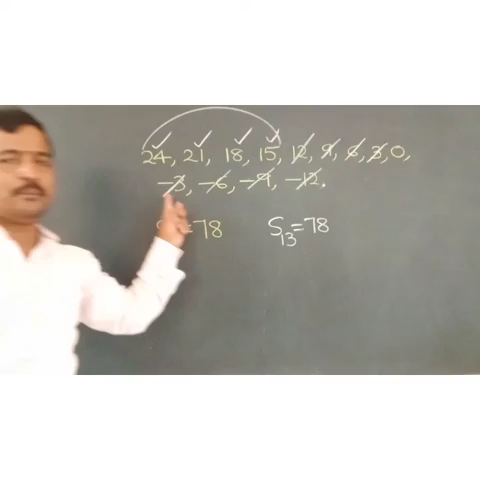 24, 21, 18, 15, 12, 9, 6, 3, 0,
-3, -6, -9, -12.
=78 S13=78